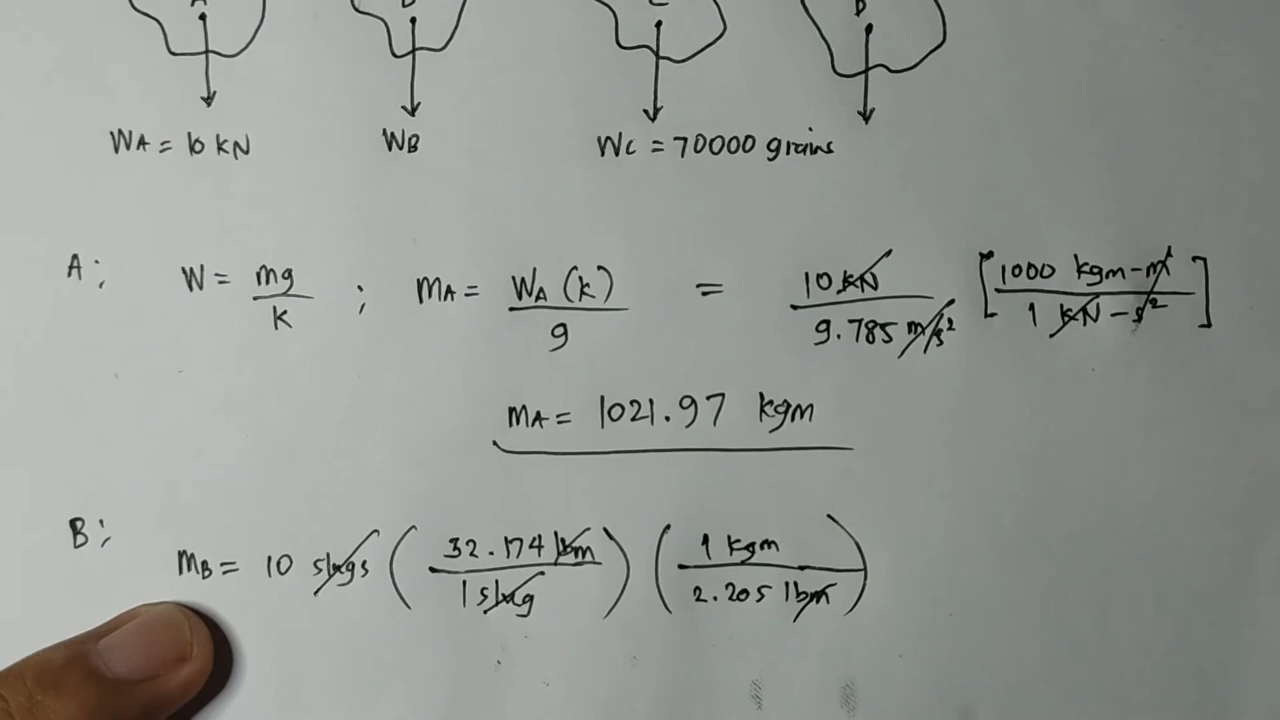 A B C D
WA = 10 kN WB WC = 70000 grains
A: W = mg/k ; mA = WA (k)/g = 10 kN/9.785 m/s² [1000 kgm-m/1 kN-s²]
mA = 1021.97 kgm
B: mB = 10 slugs (32.174 lbm/1 slug) (1 kgm/2.205 lbm)